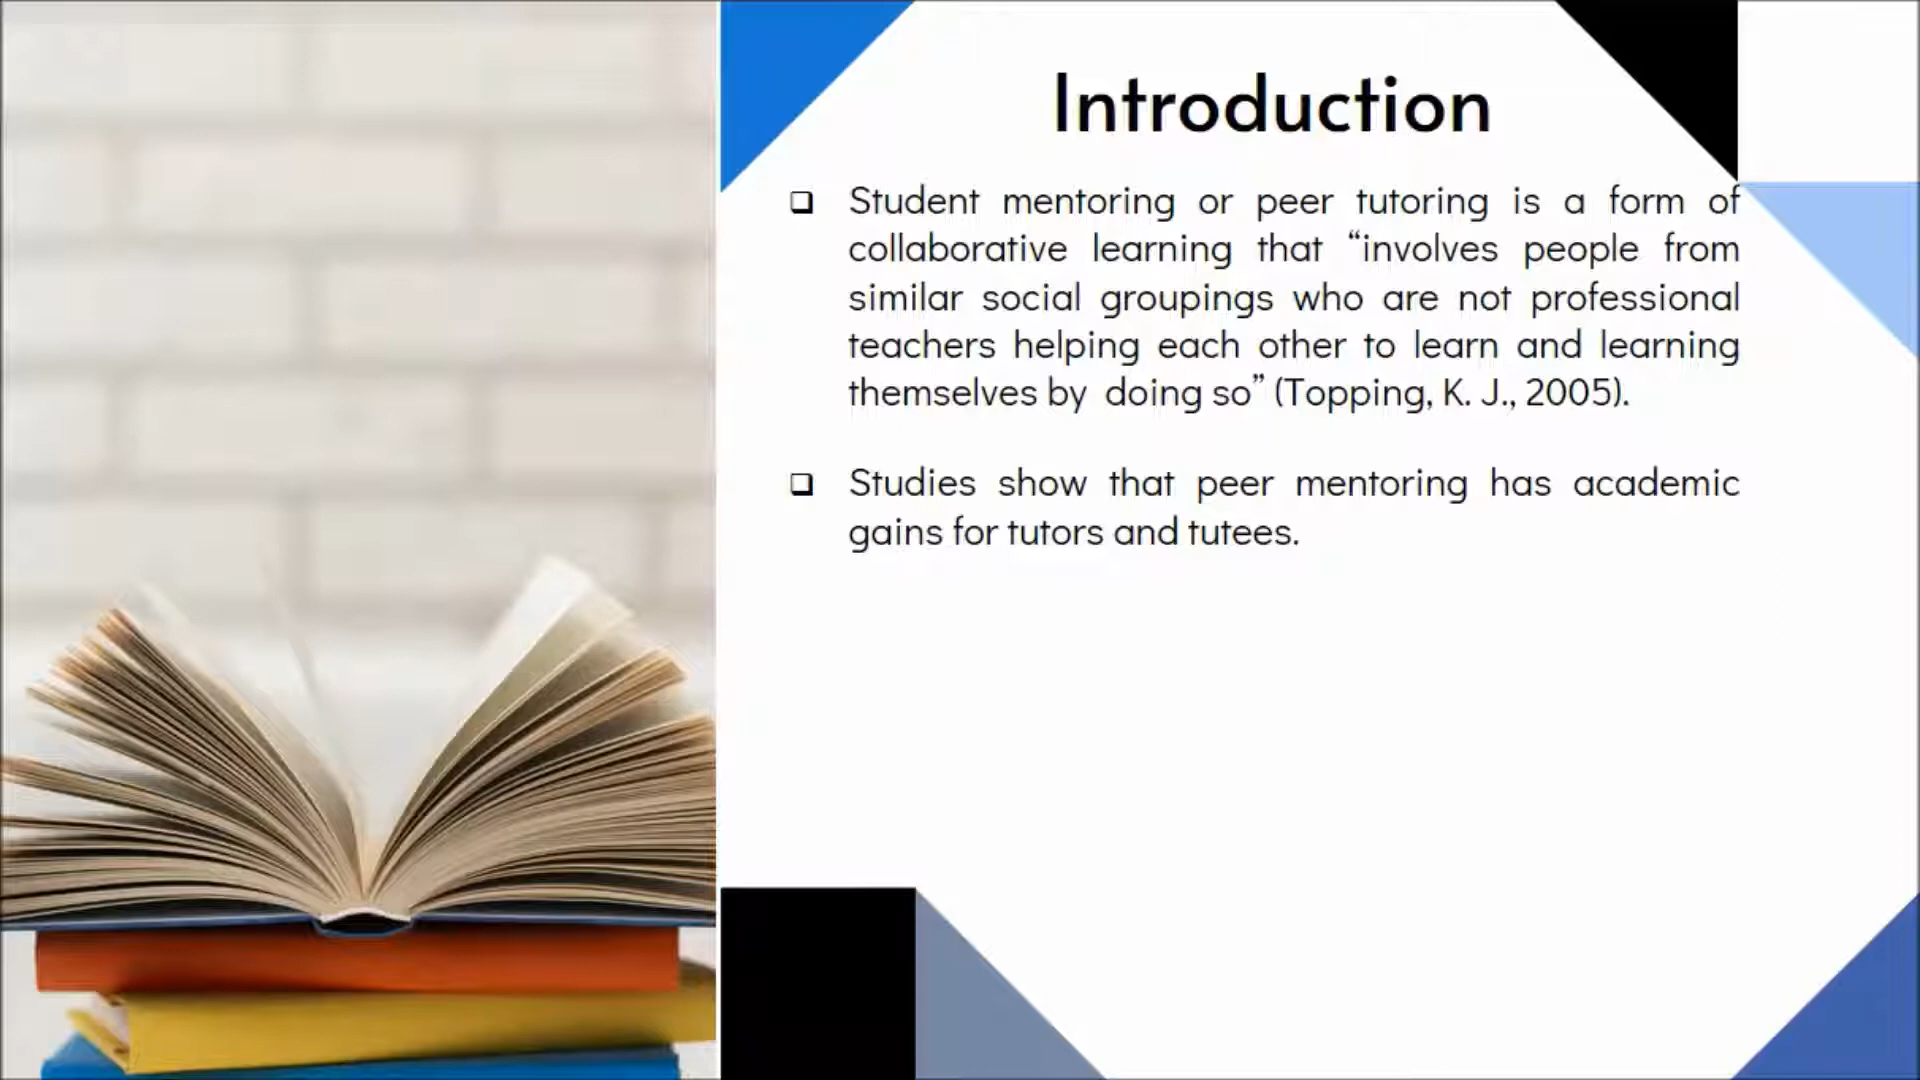 Introduction
❑ Student mentoring or peer tutoring is a form of
collaborative learning that “involves people from
similar social groupings who are not professional
teachers helping each other to learn and learning
themselves by doing so” (Topping, K. J., 2005).
❑ Studies show that peer mentoring has academic
gains for tutors and tutees.